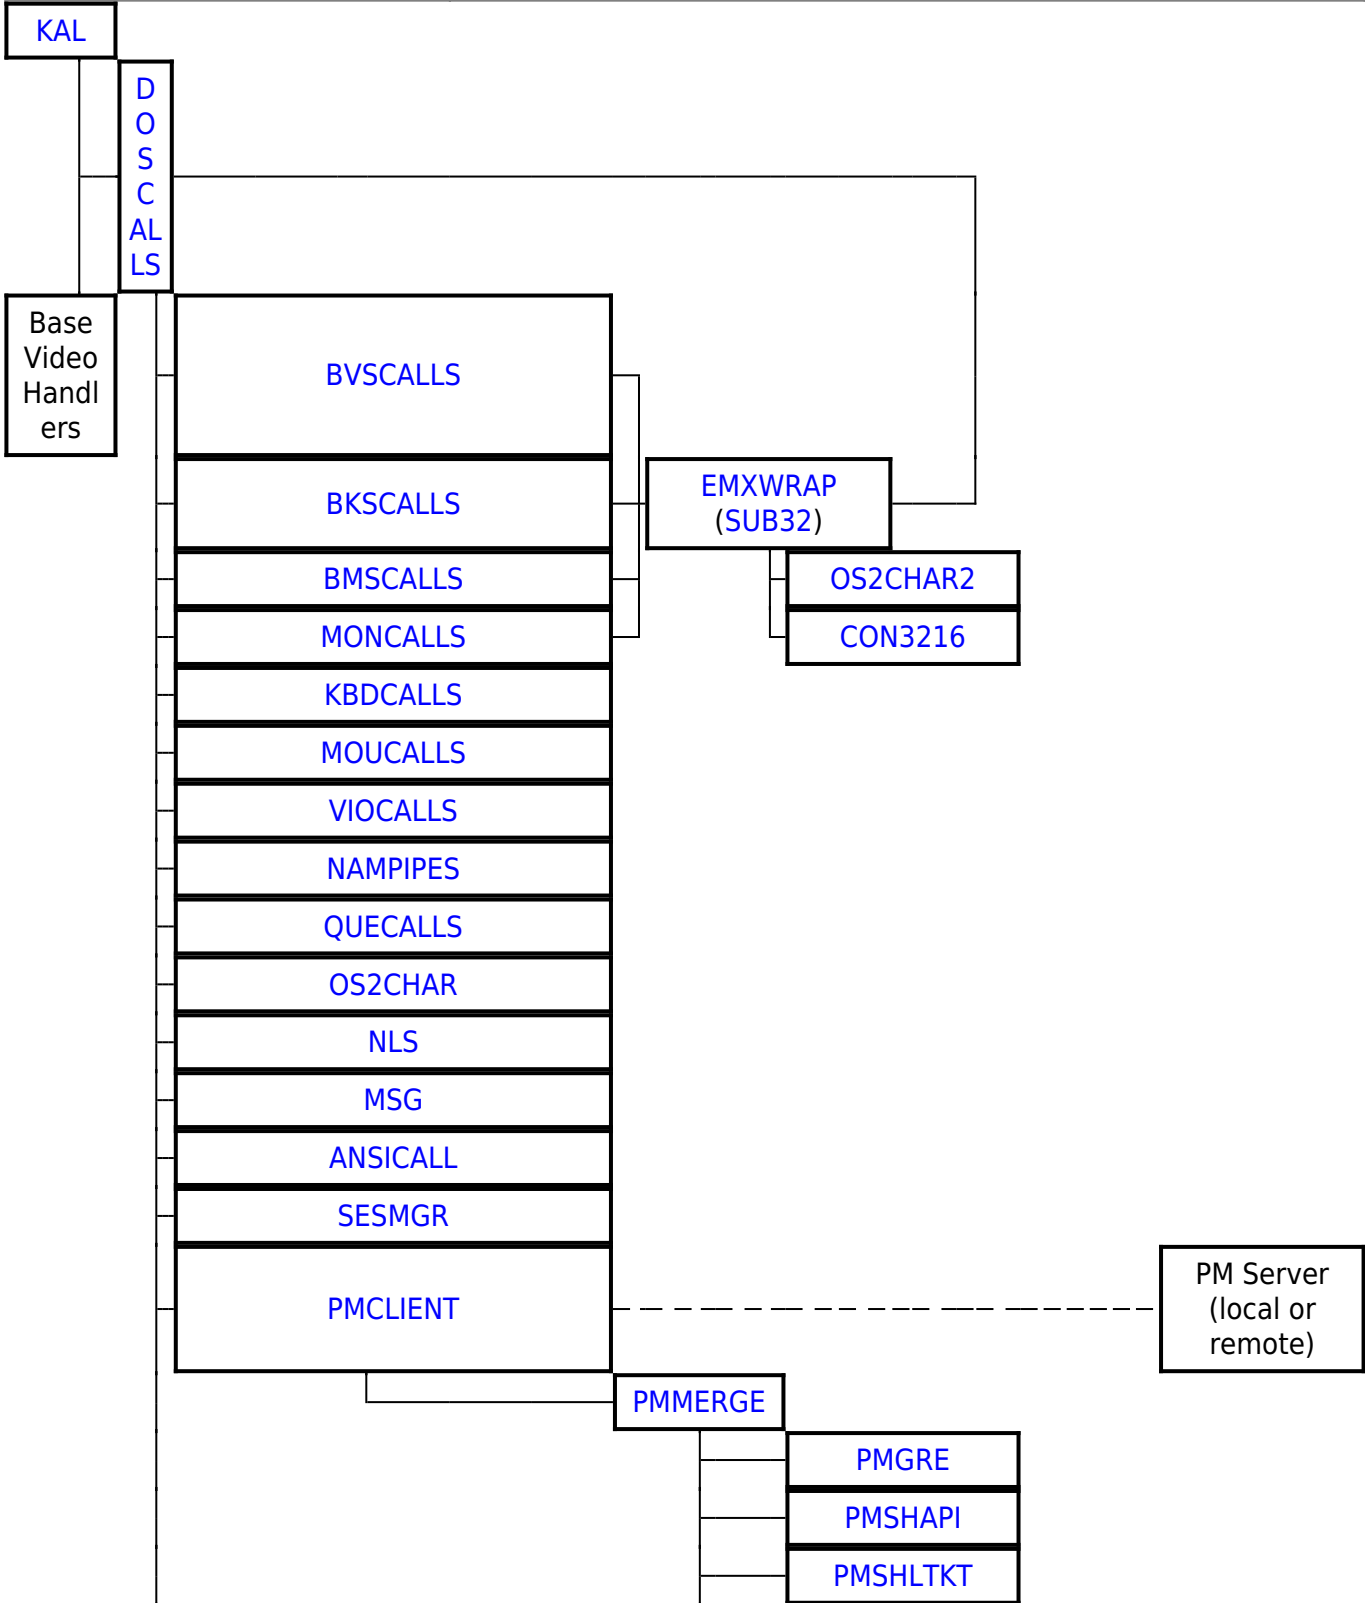 KAL
D
O
S
C
AL
LS
Base
Video
Handl
ers
BVSCALLS
BKSCALLS
EMXWRAP
(SUB32)
BMSCALLS
OS2CHAR2
MONCALLS
CON3216
KBDCALLS
MOUCALLS
VIOCALLS
NAMPIPES
QUECALLS
OS2CHAR
NLS
MSG
ANSICALL
SESMGR
PMCLIENT
PM Server
(local or
remote)
PMMERGE
PMGRE
PMSHAPI
PMSHLTKT